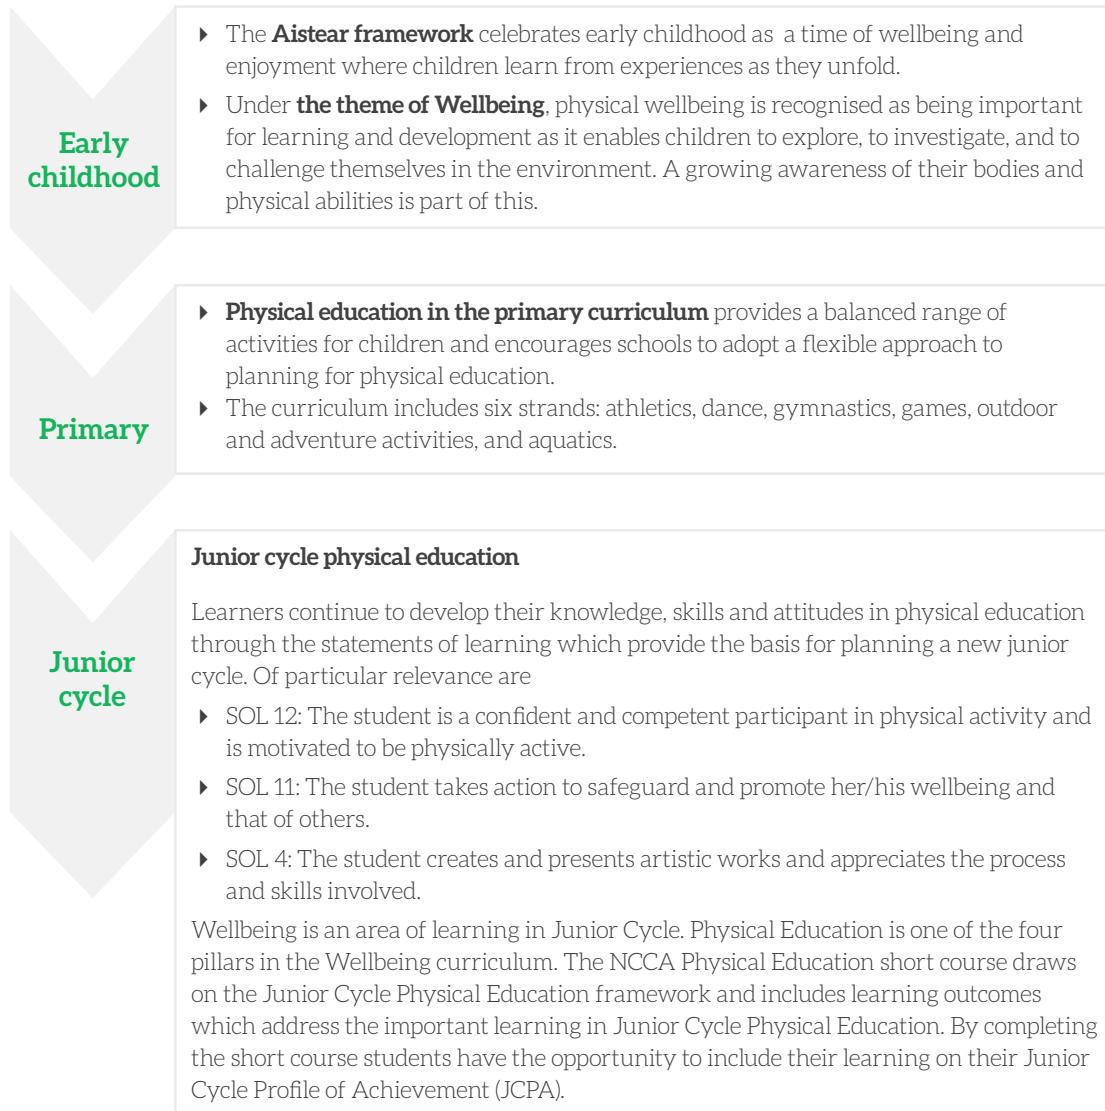 The Aistear framework celebrates early childhood as a time of wellbeing and
enjoyment where children learn from experiences as they unfold.
Under the theme of Wellbeing, physical wellbeing is recognised as being important
for learning and development as it enables children to explore, to investigate, and to
challenge themselves in the environment. A growing awareness of their bodies and
physical abilities is part of this.
Early
childhood
Physical education in the primary curriculum provides a balanced range of
activities for children and encourages schools to adopt a flexible approach to
planning for physical education.
The curriculum includes six strands: athletics, dance, gymnastics, games, outdoor
and adventure activities, and aquatics.
Primary
Junior cycle physical education
Learners continue to develop their knowledge, skills and attitudes in physical education
through the statements of learning which provide the basis for planning a new junior
cycle. Of particular relevance are
SOL 12: The student is a confident and competent participant in physical activity and
is motivated to be physically active.
SOL 11: The student takes action to safeguard and promote her/his wellbeing and
that of others.
SOL 4: The student creates and presents artistic works and appreciates the process
and skills involved.
Wellbeing is an area of learning in Junior Cycle. Physical Education is one of the four
pillars in the Wellbeing curriculum. The NCCA Physical Education short course draws
on the Junior Cycle Physical Education framework and includes learning outcomes
which address the important learning in Junior Cycle Physical Education. By completing
the short course students have the opportunity to include their learning on their Junior
Cycle Profile of Achievement (JCPA).
Junior
cycle